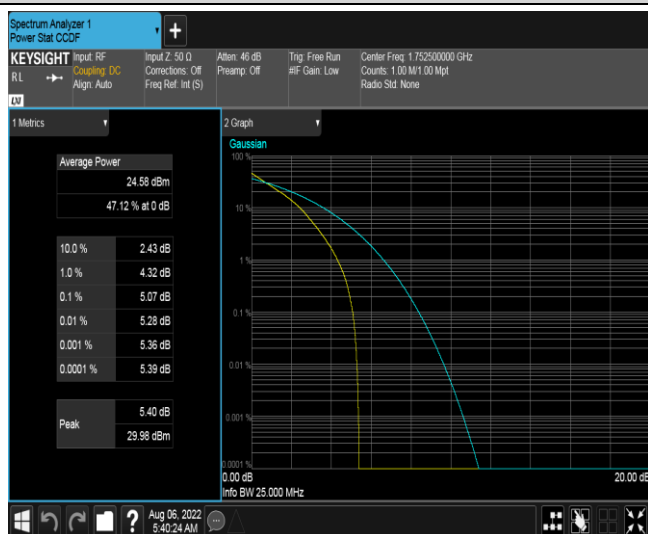 Spectrum Analyzer 1
Power Stat CCDF
+
KEYSIGHT
RL
LXI
Input: RF
Coupling: DC
Align: Auto
Input Z: 50 Ω
Corrections: Off
Freq Ref: Int (S)
Atten: 46 dB
Preamp: Off
Trig: Free Run
#IF Gain: Low
Center Freq: 1.752500000 GHz
Counts: 1.00 M/1.00 Mpt
Radio Std: None
1 Metrics
Average Power
24.58 dBm
47.12 % at 0 dB
10.0 % 2.43 dB
1.0 % 4.32 dB
0.1 % 5.07 dB
0.01 % 5.28 dB
0.001 % 5.36 dB
0.0001 % 5.39 dB
Peak
5.40 dB
29.98 dBm
2 Graph
Gaussian
100 %
10 %
1 %
0.1 %
0.01 %
0.001 %
0.0001 %
0.00 dB 20.00 dB
Info BW 25.000 MHz
?
Aug 06, 2022
5:40:24 AM